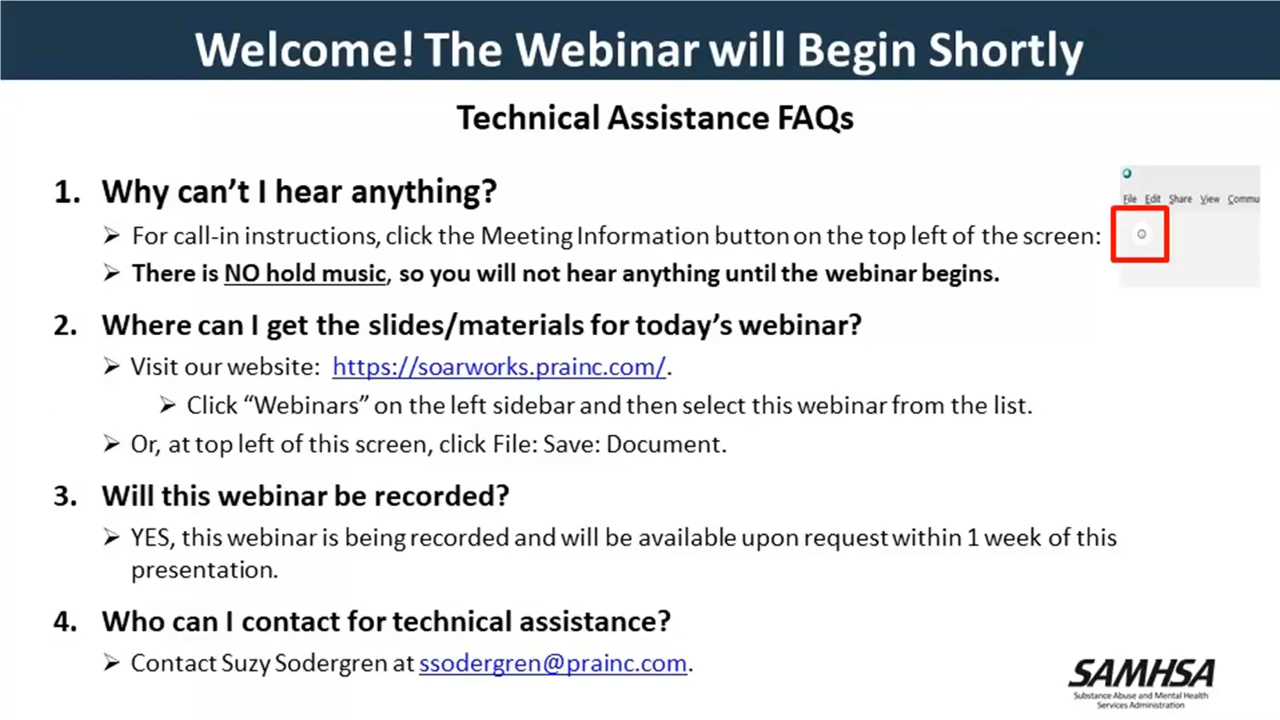 Welcome! The Webinar will Begin Shortly
Technical Assistance FAQs
1. Why can't I hear anything?
➢ For call-in instructions, click the Meeting Information button on the top left of the screen:
File Edit Share View Commu
➢ There is NO hold music, so you will not hear anything until the webinar begins.
2. Where can I get the slides/materials for today's webinar?
➢ Visit our website: https://soarworks.prainc.com/.
➢ Click “Webinars” on the left sidebar and then select this webinar from the list.
➢ Or, at top left of this screen, click File: Save: Document.
3. Will this webinar be recorded?
➢ YES, this webinar is being recorded and will be available upon request within 1 week of this
presentation.
4. Who can I contact for technical assistance?
➢ Contact Suzy Sodergren at ssodergren@prainc.com.
SAMHSA
Substance Abuse and Mental Health
Services Administration